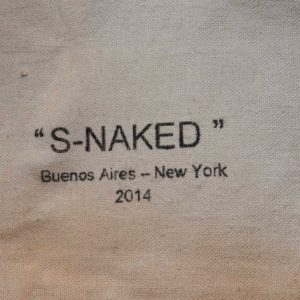 “S-NAKED”
Buenos Aires – New York
2014